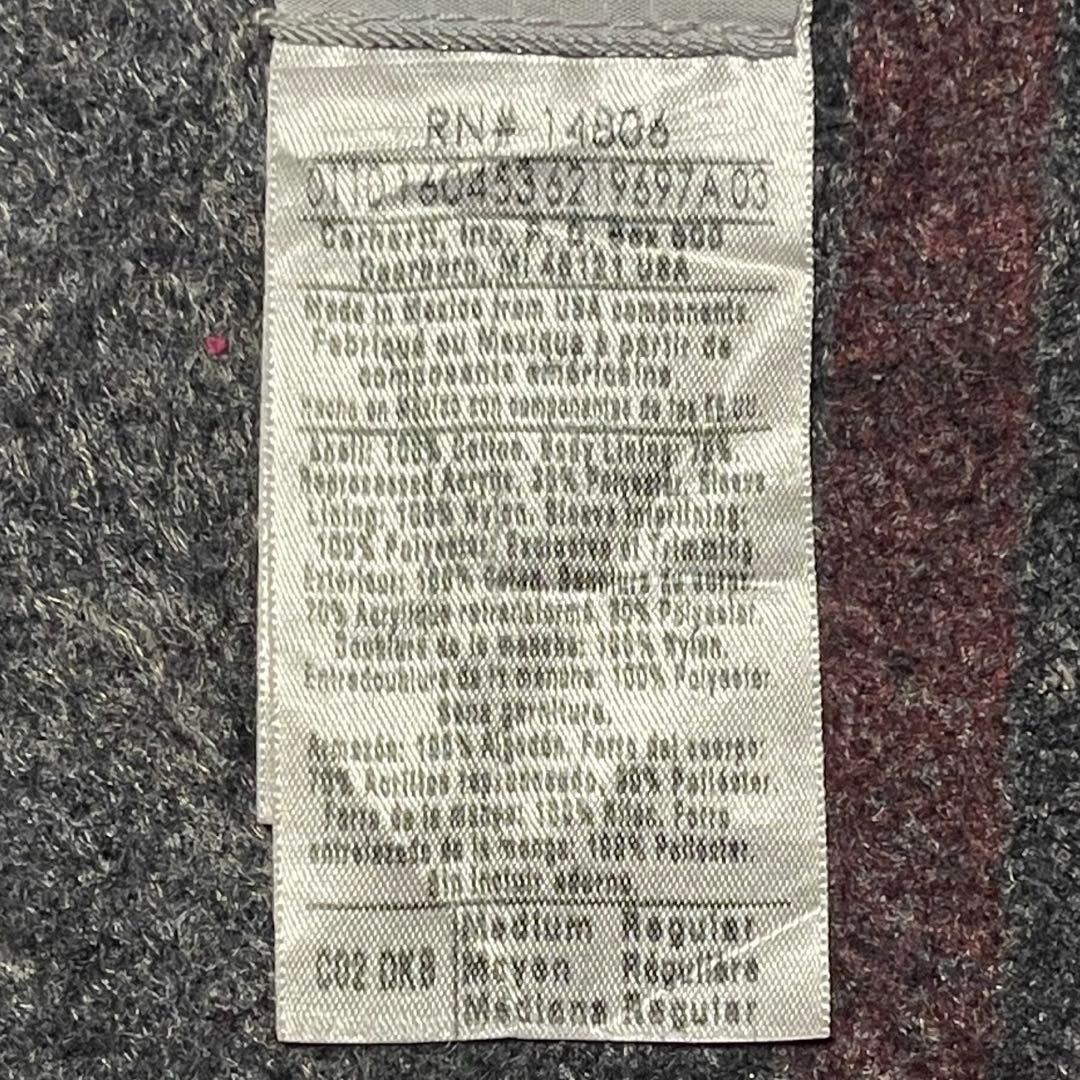 RN# 14806
60453 6219697A 03
Carhartt, Inc. P. O. Box 600
Dearborn, MI 48121 USA
Made in Mexico from USA components
Fabriqué au Mexique à partir de
composants américains.
Hecho en México con componentes de los EE.UU.
Shell: 100% Cotton. Body Lining: 70%
Reprocessed Acrylic, 30% Polyester. Sleeve
Lining: 100% Nylon. Sleeve Interlining:
100% Polyester. Exclusive of Trimming
Extérieur: 100% Coton. Doublure du corps:
70% Acrylique retransformé, 30% Polyester.
Doublure de la manche: 100% Nylon.
Entredoublure de la manche: 100% Polyester
Sans garniture.
Armazón: 100% Algodón. Forro del cuerpo:
70% Acrílico reprocesado, 30% Poliéster.
Forro de la manga: 100% Nilón. Forro
entrelazado de la manga: 100% Poliéster.
Sin incluir adorno.
C02 DKB
Medium Regular
Moyen Régulière
Mediana Regular